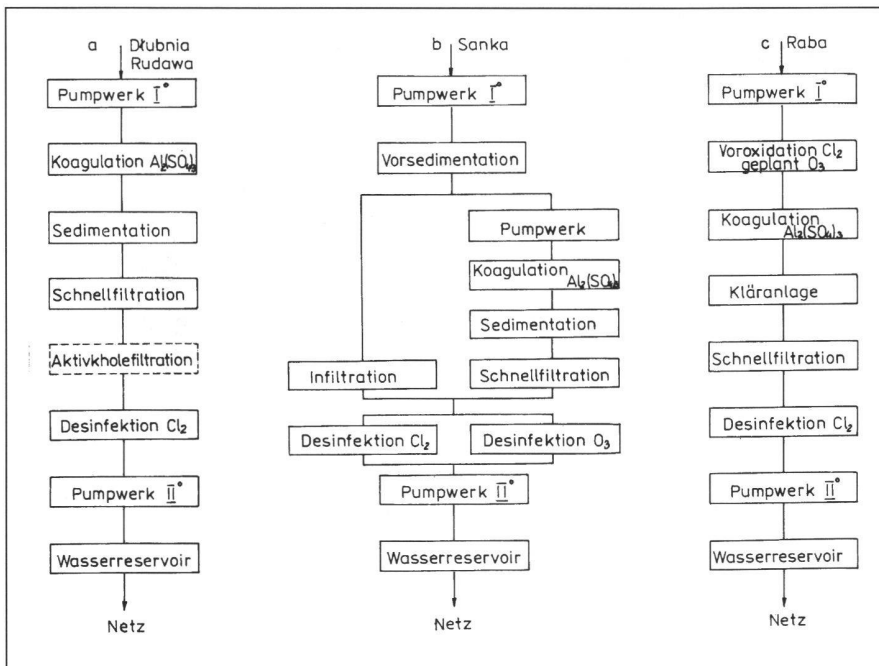 a Dłubnia
Rudawa
Pumpwerk I°
Koagulation Al₂(SO₄)₃
Sedimentation
Schnellfiltration
Aktivkholefiltration
Desinfektion Cl₂
Pumpwerk II°
Wasserreservoir
Netz
b Sanka
Pumpwerk I°
Vorsedimentation
Infiltration
Pumpwerk
Koagulation Al₂(SO₄)₃
Sedimentation
Schnellfiltration
Desinfektion Cl₂
Desinfektion O₃
Pumpwerk II°
Wasserreservoir
Netz
c Raba
Pumpwerk I°
Voroxidation Cl₂
geplant O₃
Koagulation
Al₂(SO₄)₃
Kläranlage
Schnellfiltration
Desinfektion Cl₂
Pumpwerk II°
Wasserreservoir
Netz